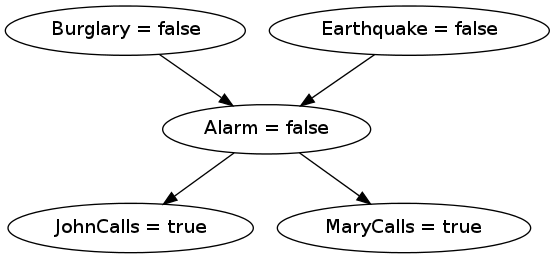 Burglary = false
Earthquake = false
Alarm = false
JohnCalls = true
MaryCalls = true